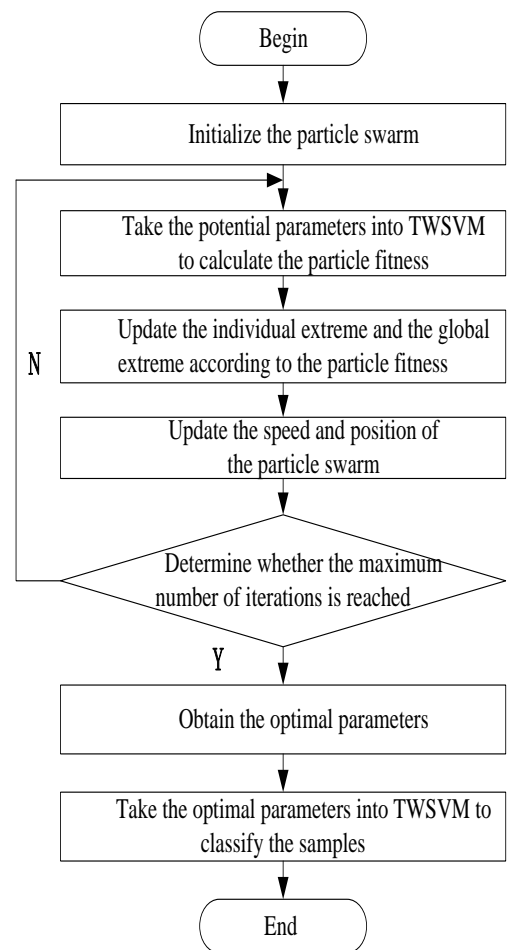 Begin
Initialize the particle swarm
Take the potential parameters into TWSVM
to calculate the particle fitness
Update the individual extreme and the global
extreme according to the particle fitness
N
Update the speed and position of
the particle swarm
Determine whether the maximum
number of iterations is reached
Y
Obtain the optimal parameters
Take the optimal parameters into TWSVM to
classify the samples
End